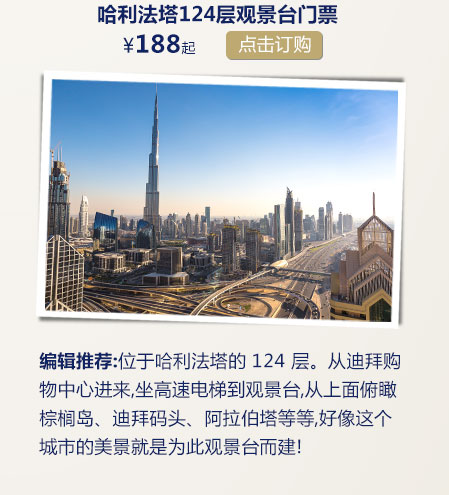 哈利法塔124层观景台门票
¥188起 点击订购
编辑推荐:位于哈利法塔的 124 层。从迪拜购
物中心进来,坐高速电梯到观景台,从上面俯瞰
棕榈岛、迪拜码头、阿拉伯塔等等,好像这个
城市的美景就是为此观景台而建!